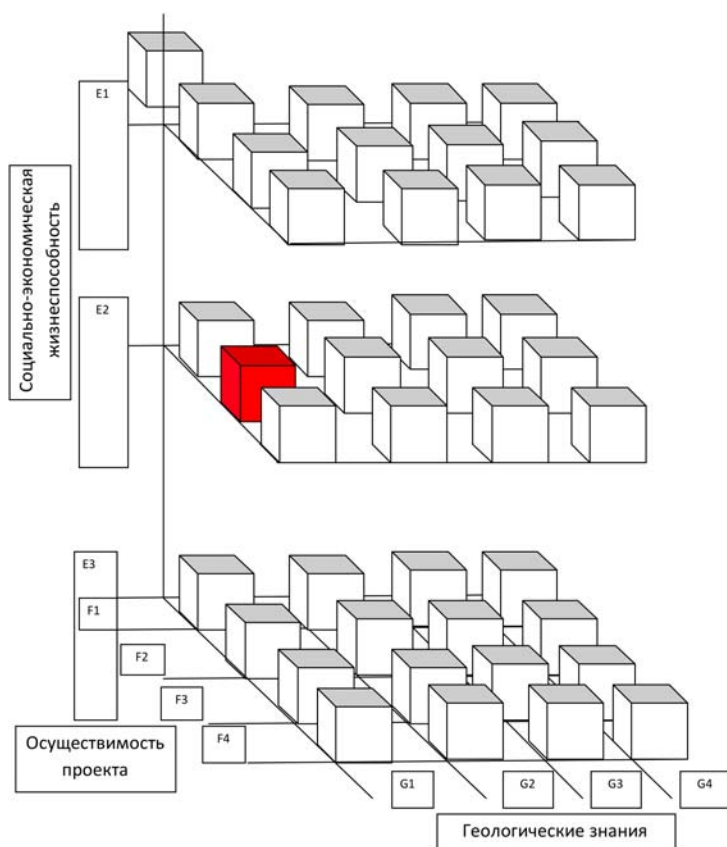 E1
Социально-экономическая
жизнеспособность
E2
E3
F1
F2
F3
F4
Осуществимость
проекта
G1
G2
G3
G4
Геологические знания